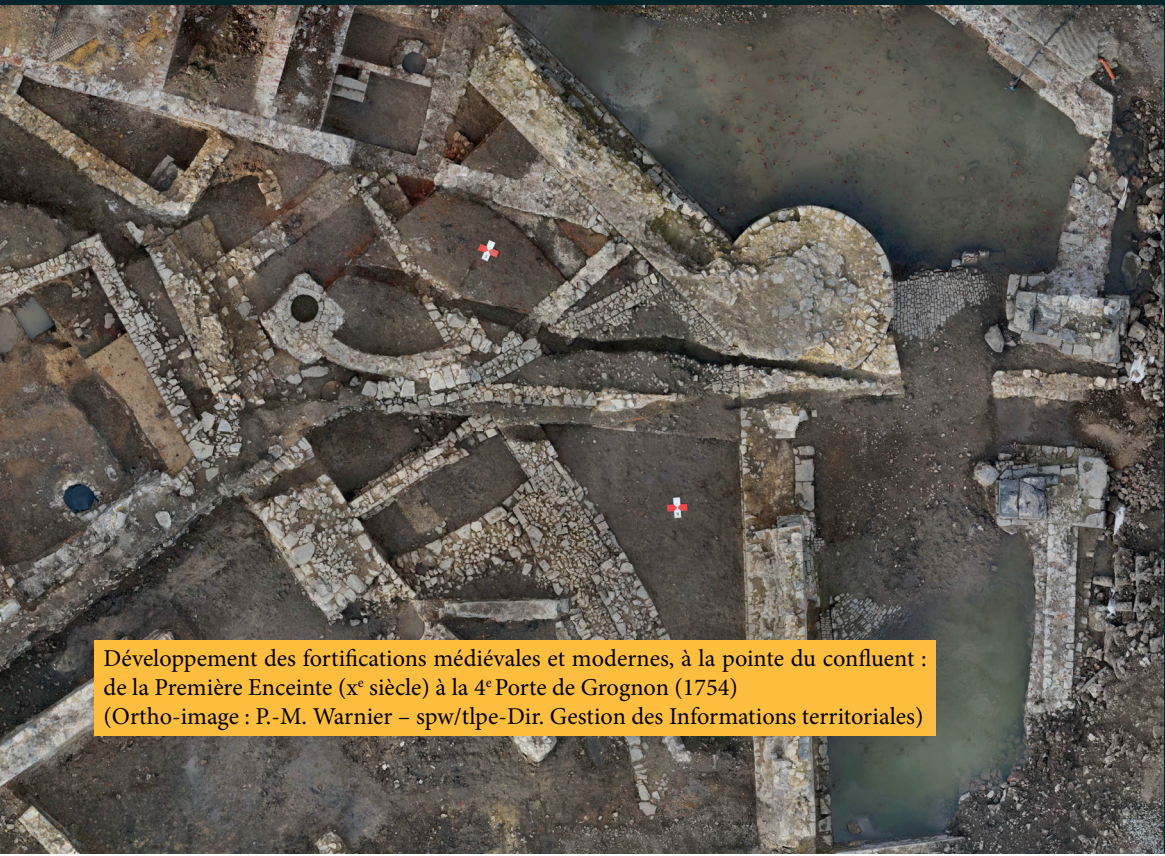 Développement des fortifications médiévales et modernes, à la pointe du confluent :
de la Première Enceinte (xᵉ siècle) à la 4ᵉ Porte de Grognon (1754)
(Ortho-image : P.-M. Warnier – spw/tlpe-Dir. Gestion des Informations territoriales)